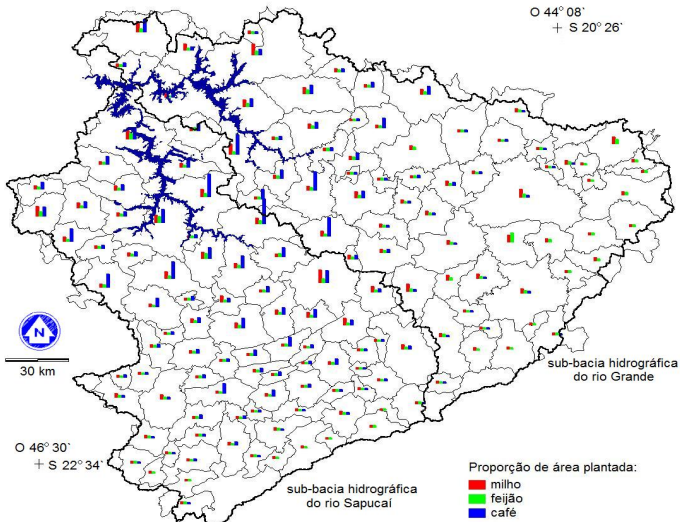 O 44° 08`
+ S 20° 26`
N
30 km
sub-bacia hidrográfica
do rio Grande
O 46° 30`
+ S 22° 34`
sub-bacia hidrográfica
do rio Sapucaí
Proporção de área plantada:
milho
feijão
café